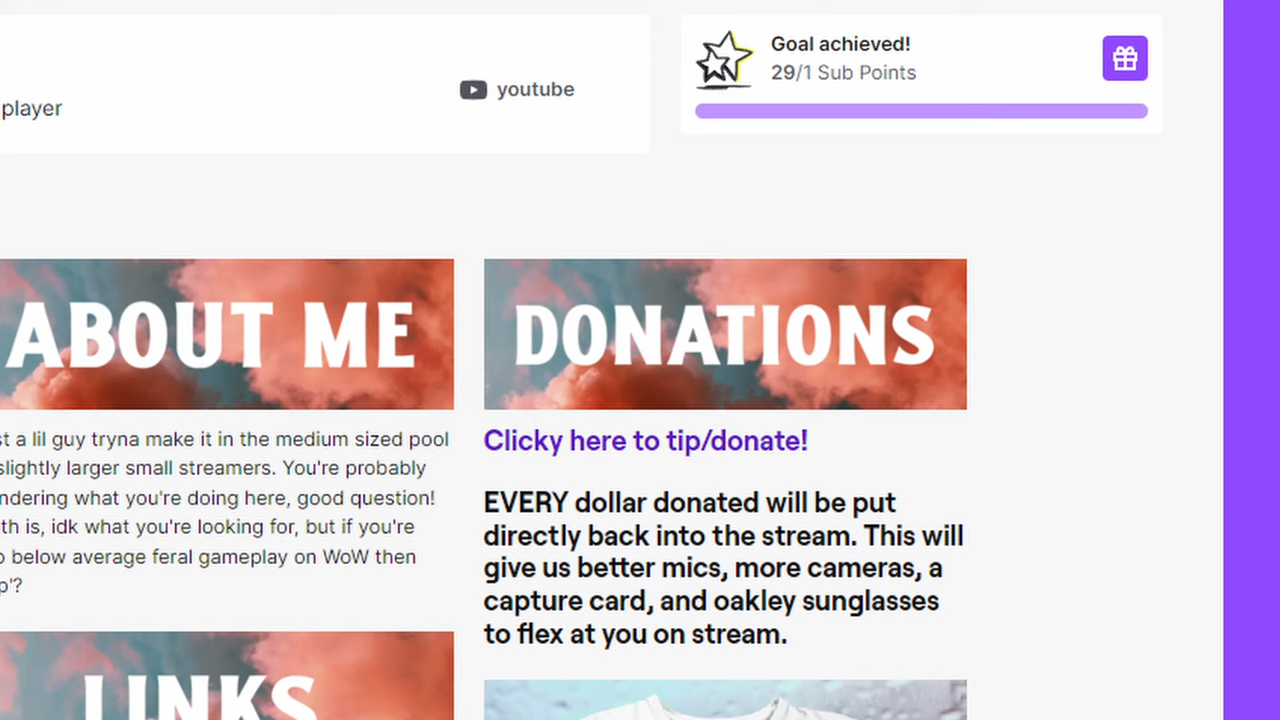 player
youtube
Goal achieved!
29/1 Sub Points
ABOUT ME
a lil guy tryna make it in the medium sized pool
slightly larger small streamers. You're probably
what you're doing here, good question!
is, idk what you're looking for, but if you're
below average feral gameplay on WoW then
DONATIONS
Clicky here to tip/donate!
EVERY dollar donated will be put
directly back into the stream. This will
give us better mics, more cameras, a
capture card, and oakley sunglasses
to flex at you on stream.
LINKS